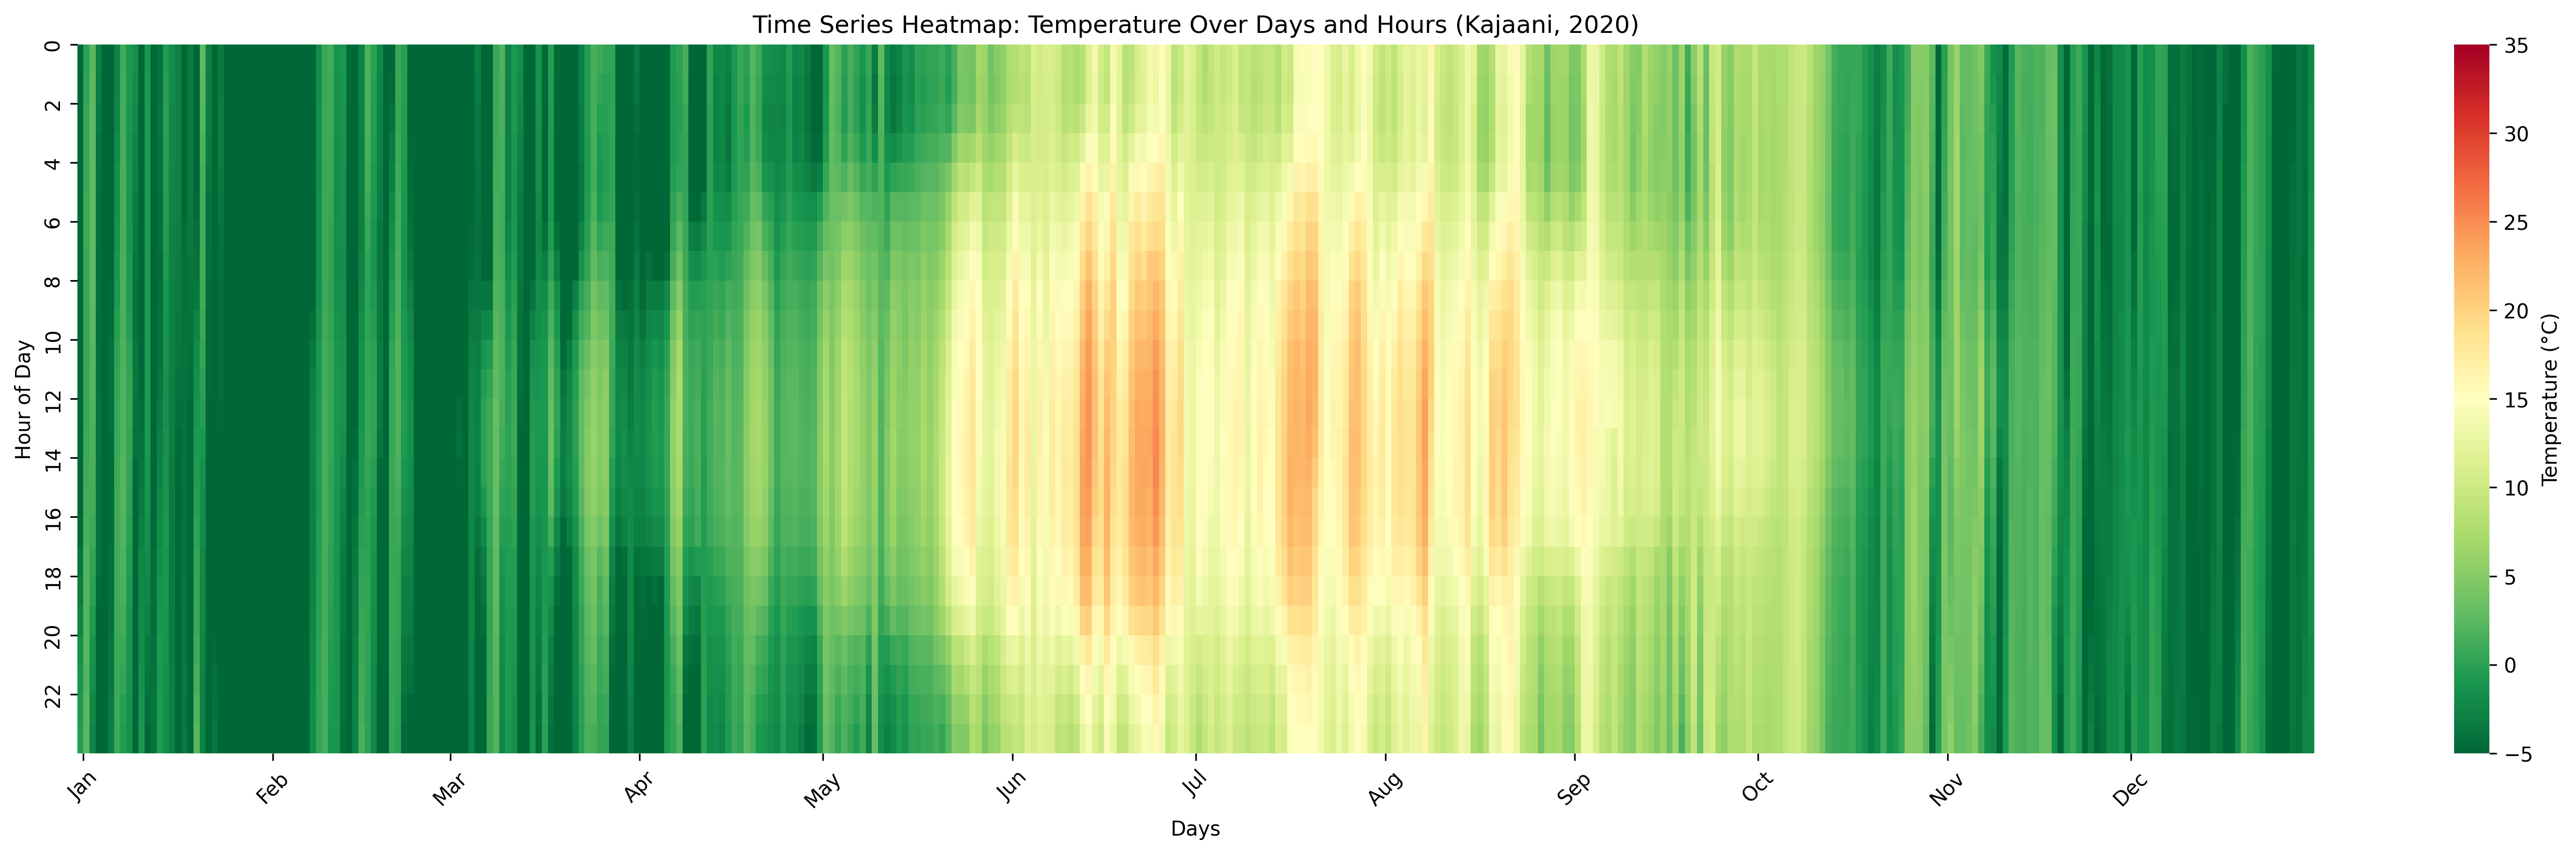 Time Series Heatmap: Temperature Over Days and Hours (Kajaani, 2020)
Hour of Day
0
2
4
6
8
10
12
14
16
18
20
22
Jan
Feb
Mar
Apr
May
Jun
Jul
Aug
Sep
Oct
Nov
Dec
Days
35
30
25
20
15
10
5
0
−5
Temperature (°C)